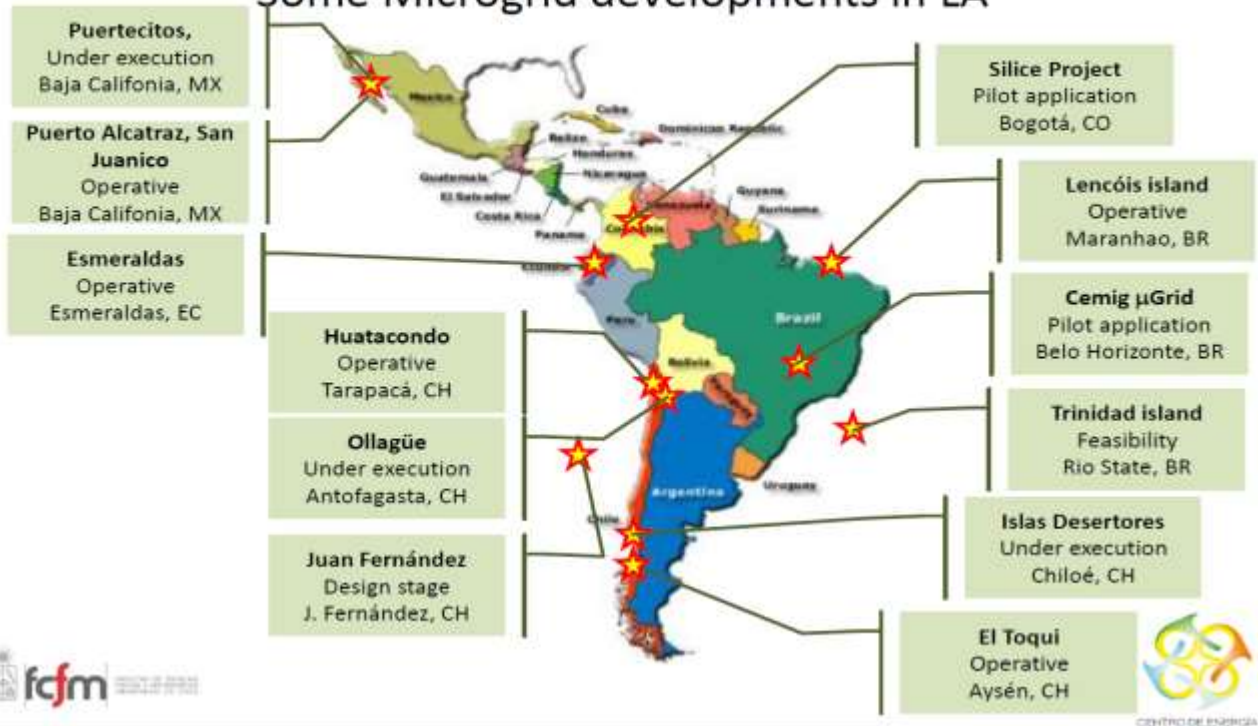 Some Microgrid developments in LA
Puertecitos,
Under execution
Baja Califonia, MX
Puerto Alcatraz, San
Juanico
Operative
Baja Califonia, MX
Esmeraldas
Operative
Esmeraldas, EC
Huatacondo
Operative
Tarapacá, CH
Ollagüe
Under execution
Antofagasta, CH
Juan Fernández
Design stage
J. Fernández, CH
Silice Project
Pilot application
Bogotá, CO
Lencóis island
Operative
Maranhao, BR
Cemig µGrid
Pilot application
Belo Horizonte, BR
Trinidad island
Feasibility
Rio State, BR
Islas Desertores
Under execution
Chiloé, CH
El Toqui
Operative
Aysén, CH
Mexico
Cuba
Dominican Republic
Belize
Honduras
Guatemala
Nicaragua
El Salvador
Costa Rica
Panama
Guyana
Suriname
Peru
Brazil
Bolivia
Uruguay
Argentina
Chile
fcfm
CENTRO DE ENERGÍA